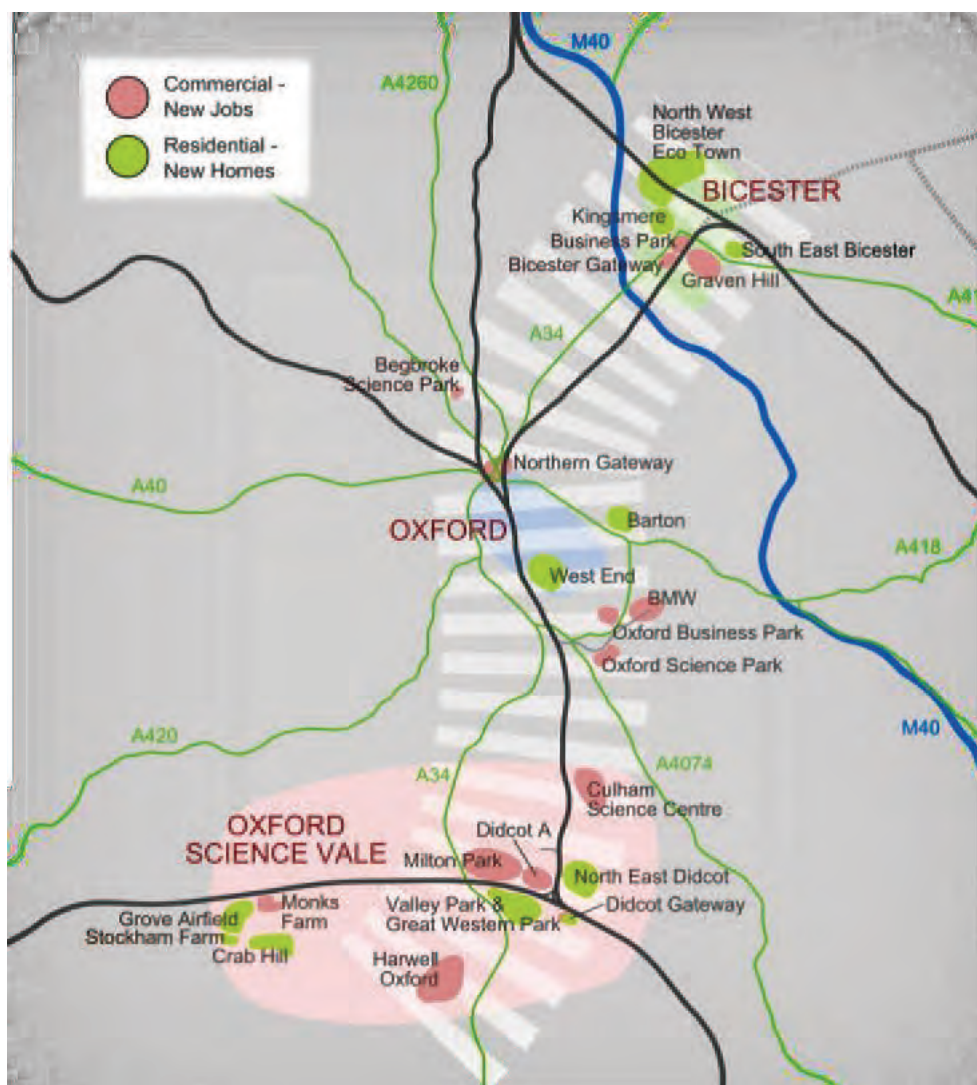 M40
A4260
Commercial -
New Jobs
Residential -
New Homes
North West
Bicester
Eco Town
BICESTER
Kingsmere
Business Park
South East Bicester
Bicester Gateway
Graven Hill
A41
A34
Begbroke
Science Park
Northern Gateway
A40
OXFORD
Barton
A418
West End
BMW
Oxford Business Park
Oxford Science Park
A420
M40
A34
A4074
Culham
Science Centre
OXFORD
SCIENCE VALE
Didcot A
Milton Park
North East Didcot
Monks
Farm
Valley Park &
Great Western Park
Didcot Gateway
Grove Airfield
Stockham Farm
Crab Hill
Harwell
Oxford